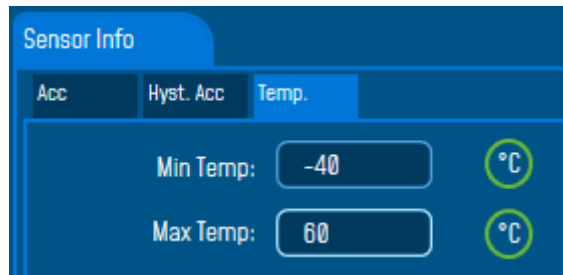 Sensor Info
Acc Hyst. Acc Temp.
Min Temp: -40 °C
Max Temp: 60 °C